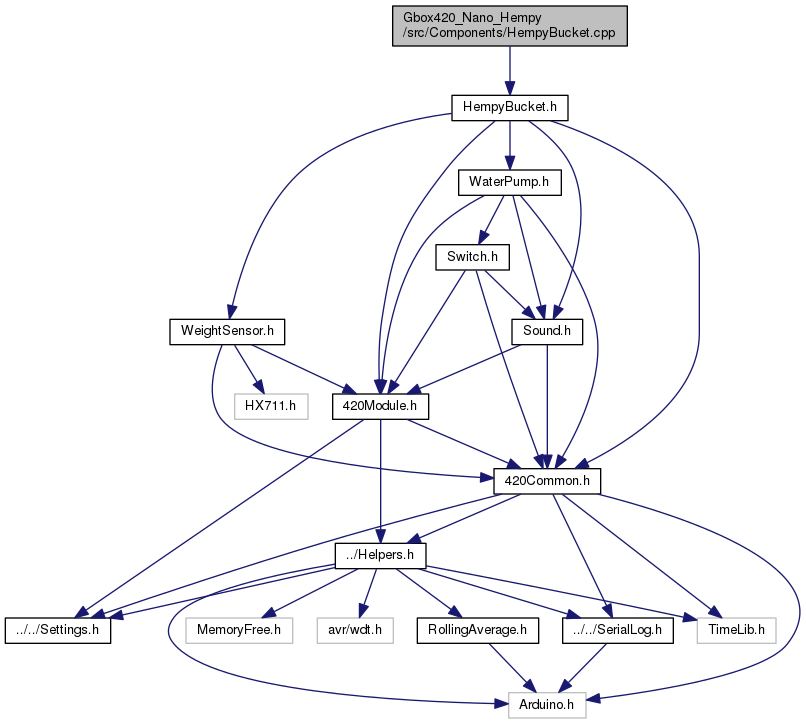 Gbox420_Nano_Hempy
/src/Components/HempyBucket.cpp
HempyBucket.h
WaterPump.h
Switch.h
WeightSensor.h
Sound.h
HX711.h
420Module.h
420Common.h
../Helpers.h
../../Settings.h
MemoryFree.h
avr/wdt.h
RollingAverage.h
../../SerialLog.h
TimeLib.h
Arduino.h